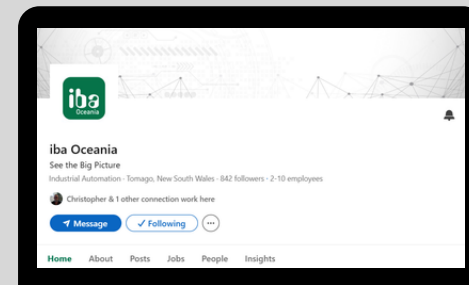 iba
Oceania
iba Oceania
See the Big Picture
Industrial Automation · Tomago, New South Wales · 842 followers · 2-10 employees
Christopher & 1 other connection work here
Message
✓ Following
Home About Posts Jobs People Insights